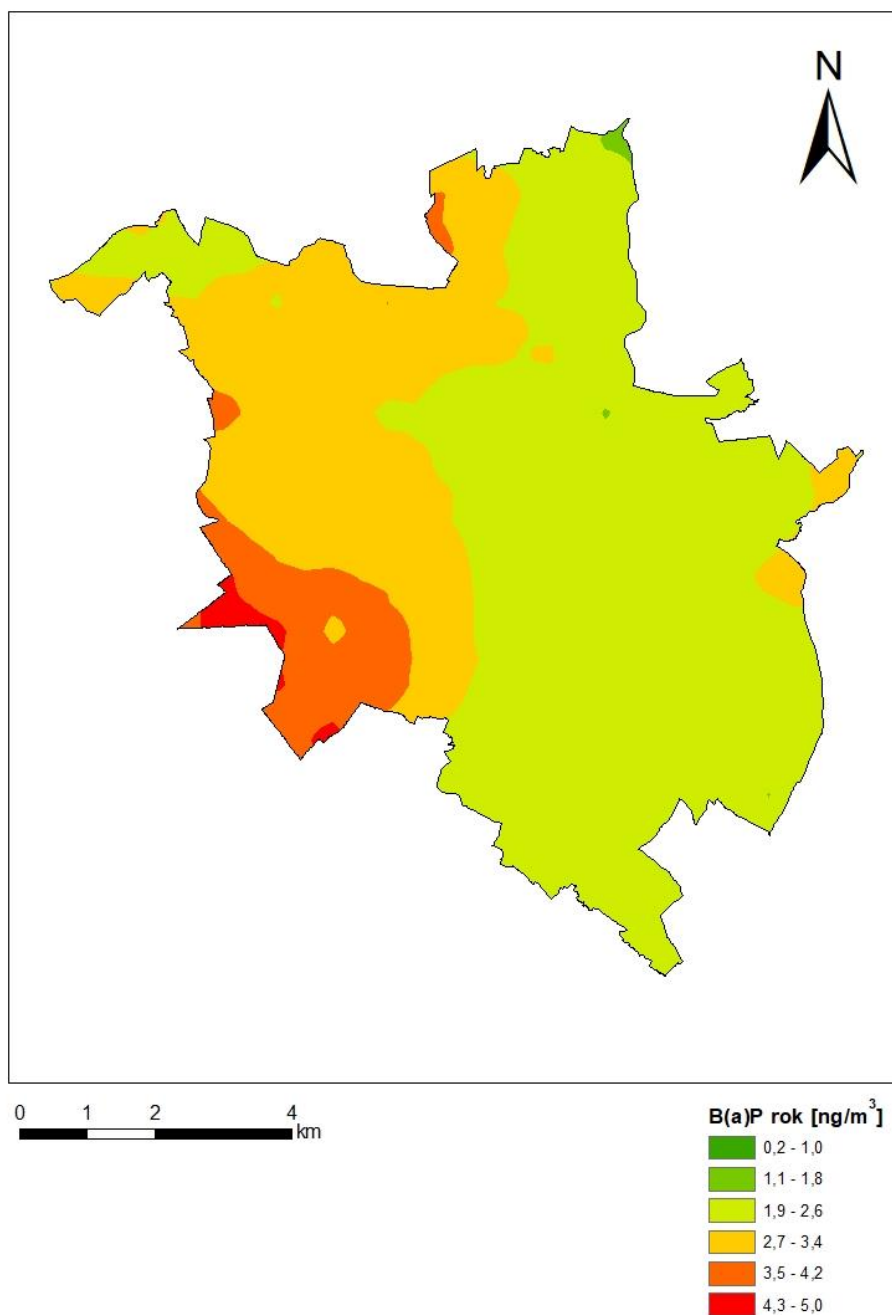 N
0 1 2 4
km
B(a)P rok [ng/m³]
0,2 - 1,0
1,1 - 1,8
1,9 - 2,6
2,7 - 3,4
3,5 - 4,2
4,3 - 5,0